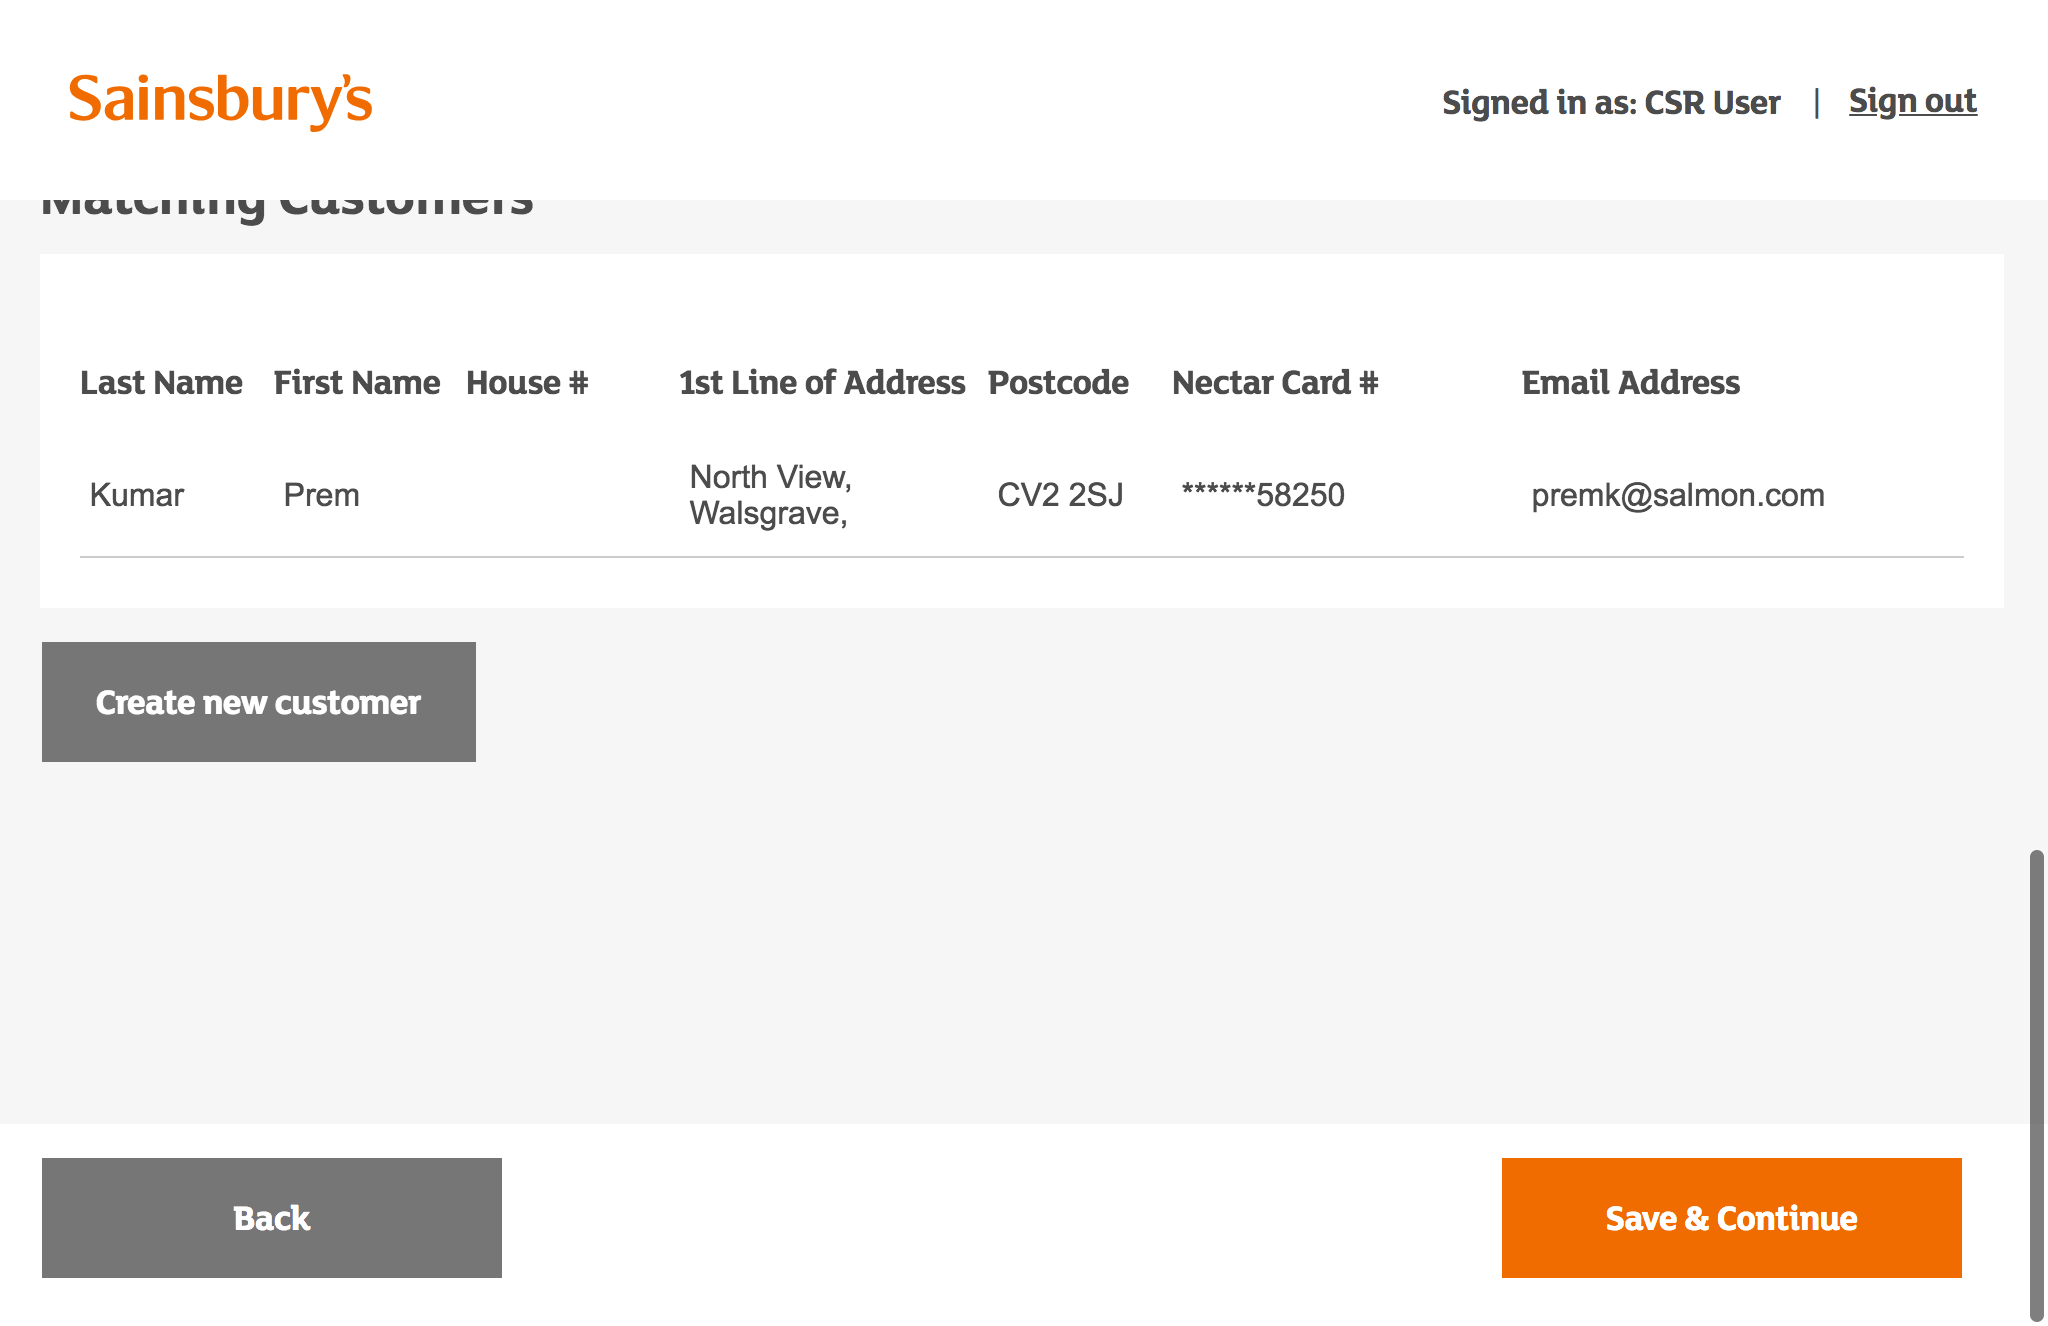 Sainsbury's
Signed in as: CSR User | Sign out
Matching Customers
Last Name First Name House # 1st Line of Address Postcode Nectar Card # Email Address
Kumar Prem North View, Walsgrave, CV2 2SJ ******58250 premk@salmon.com
Create new customer
Back
Save & Continue